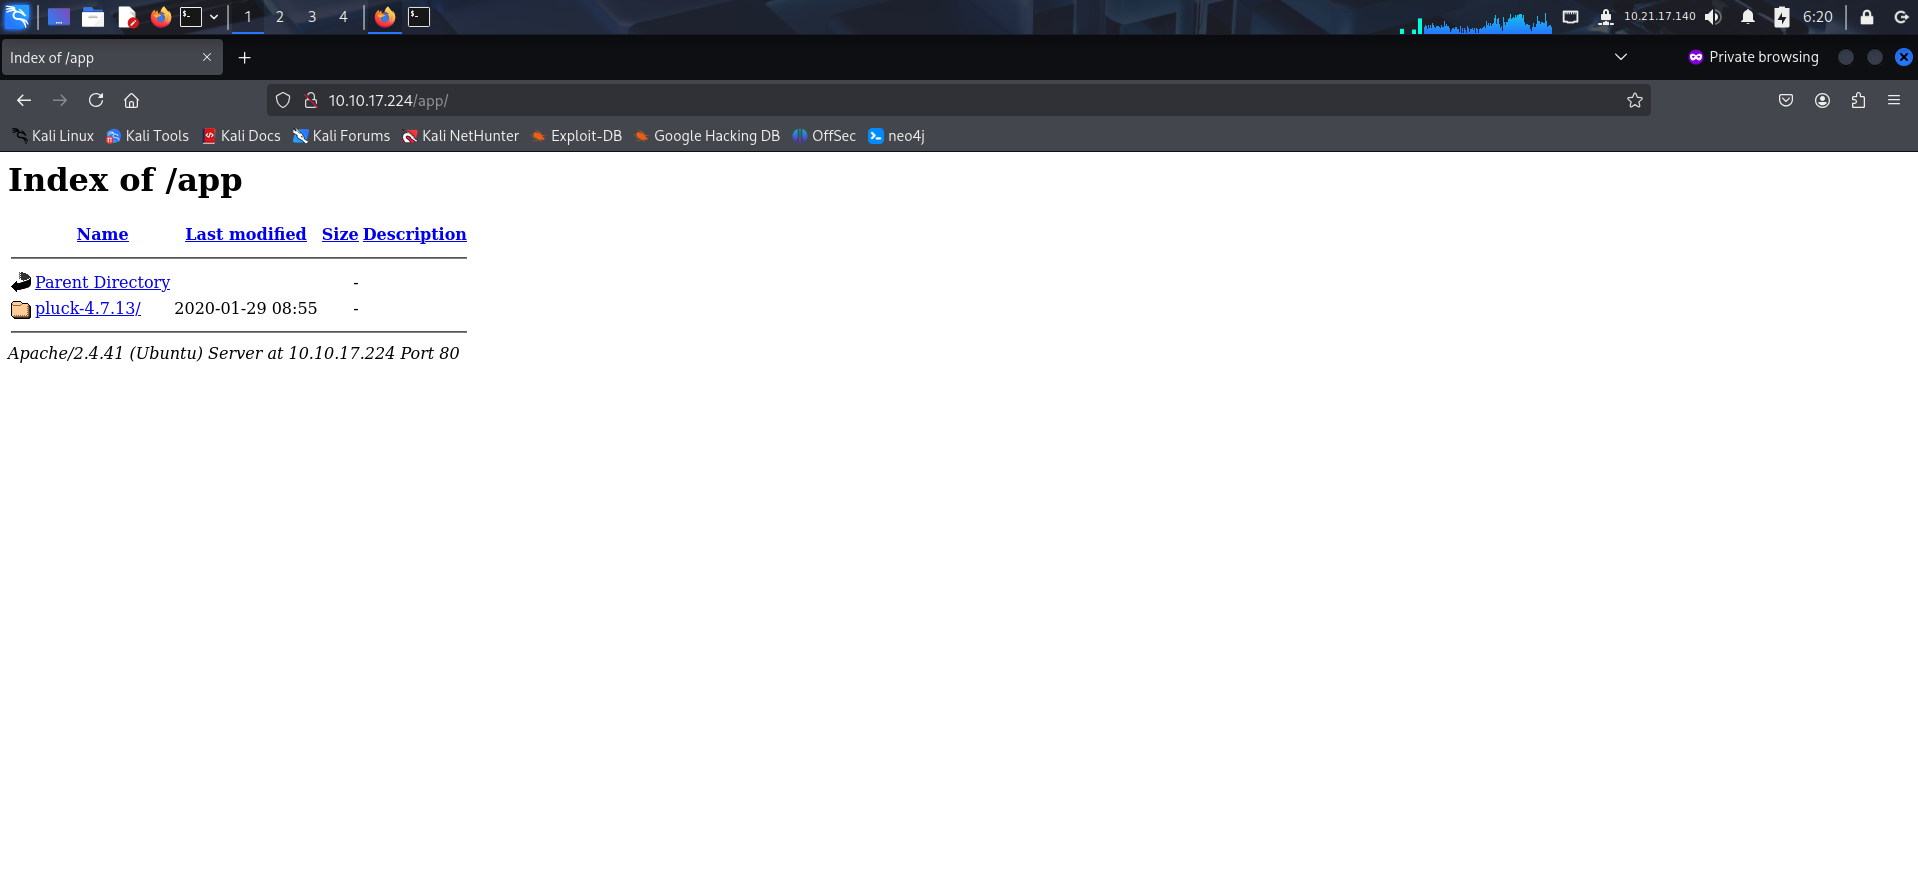 1 2 3 4 10.21.17.140 6:20
Index of /app
Private browsing
10.10.17.224/app/
Kali Linux Kali Tools Kali Docs Kali Forums Kali NetHunter Exploit-DB Google Hacking DB OffSec neo4j
Index of /app
Name Last modified Size Description
Parent Directory -
pluck-4.7.13/ 2020-01-29 08:55 -
Apache/2.4.41 (Ubuntu) Server at 10.10.17.224 Port 80